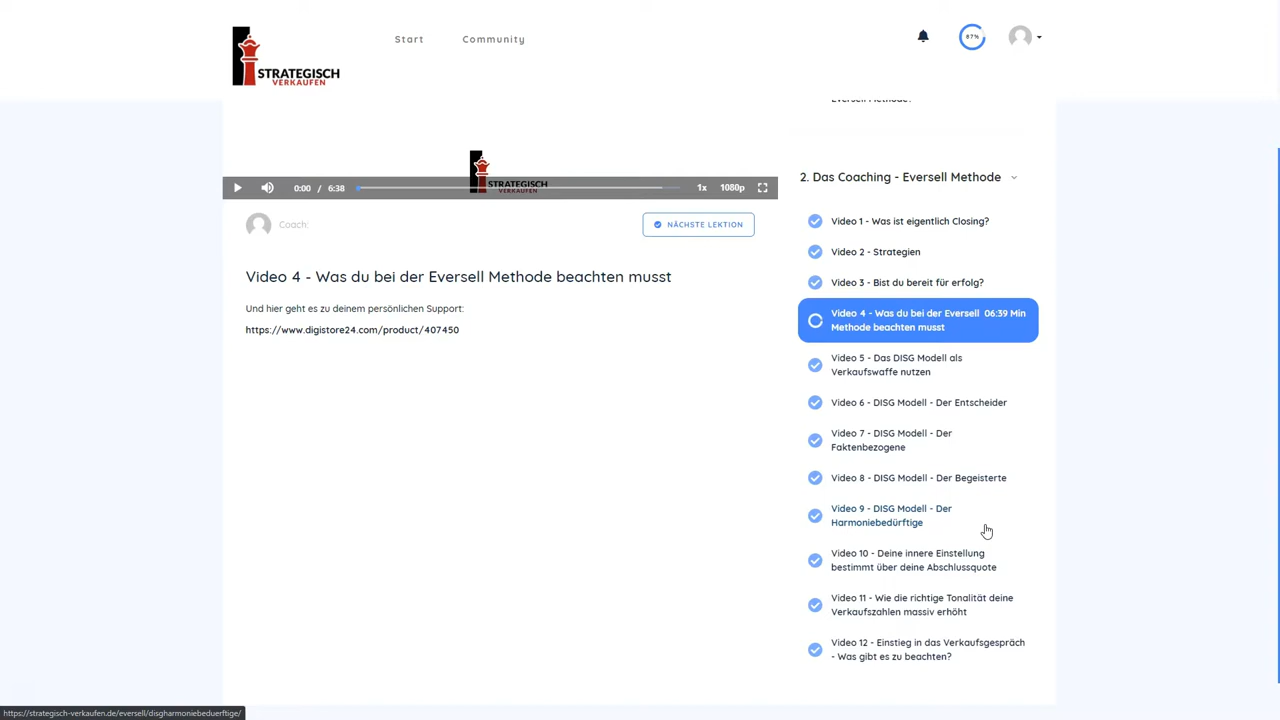 Start
Community
87%
STRATEGISCH
VERKAUFEN
Eversell Methode?
STRATEGISCH
VERKAUFEN
0:00 / 6:38
1x
1080p
Coach:
NÄCHSTE LEKTION
Video 4 - Was du bei der Eversell Methode beachten musst
Und hier geht es zu deinem persönlichen Support:
https://www.digistore24.com/product/407450
2. Das Coaching - Eversell Methode
Video 1 - Was ist eigentlich Closing?
Video 2 - Strategien
Video 3 - Bist du bereit für erfolg?
Video 4 - Was du bei der Eversell 06:39 Min
Methode beachten musst
Video 5 - Das DISG Modell als
Verkaufswaffe nutzen
Video 6 - DISG Modell - Der Entscheider
Video 7 - DISG Modell - Der
Faktenbezogene
Video 8 - DISG Modell - Der Begeisterte
Video 9 - DISG Modell - Der
Harmoniebedürftige
Video 10 - Deine innere Einstellung
bestimmt über deine Abschlussquote
Video 11 - Wie die richtige Tonalität deine
Verkaufszahlen massiv erhöht
Video 12 - Einstieg in das Verkaufsgespräch
- Was gibt es zu beachten?
https://strategisch-verkaufen.de/eversell/disgharmoniebeduerftige/